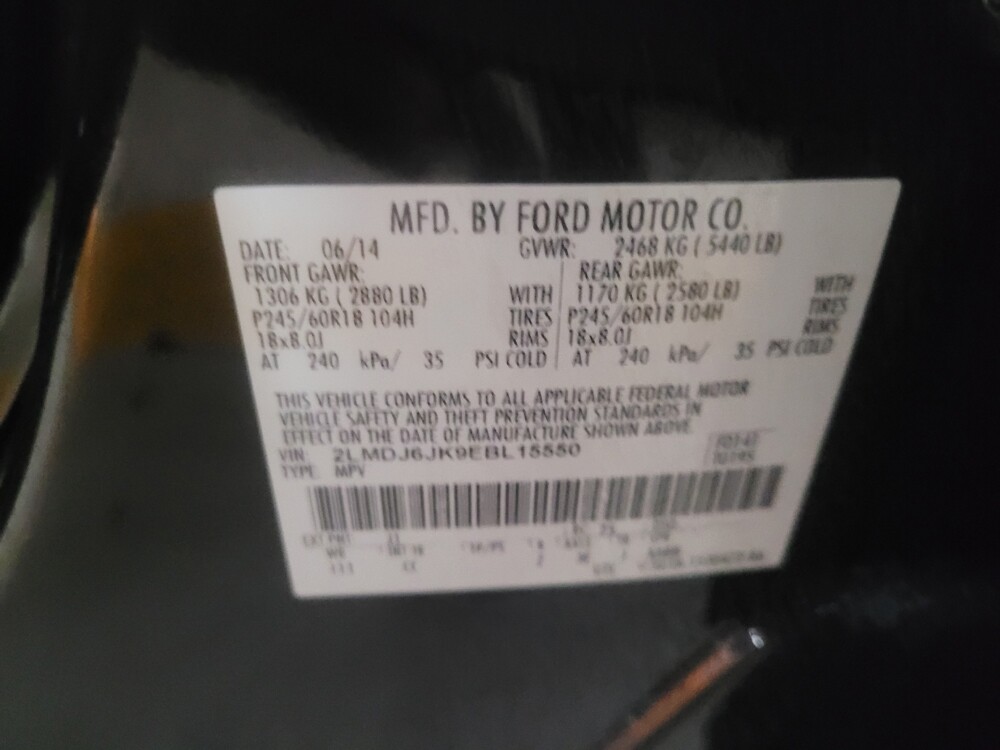 MFD. BY FORD MOTOR CO.
DATE: 06/14 GVWR: 2468 KG ( 5440 LB)
FRONT GAWR: REAR GAWR:
1306 KG ( 2880 LB) WITH 1170 KG ( 2580 LB) WITH
P245/60R18 104H TIRES P245/60R18 104H TIRES
18x8.0J RIMS 18x8.0J RIMS
AT 240 kPa/ 35 PSI COLD AT 240 kPa/ 35 PSI COLD
THIS VEHICLE CONFORMS TO ALL APPLICABLE FEDERAL MOTOR
VEHICLE SAFETY AND THEFT PREVENTION STANDARDS IN
EFFECT ON THE DATE OF MANUFACTURE SHOWN ABOVE.
VIN: 2LMDJ6JK9EBL15550
TYPE: MPV
EXT PNT: